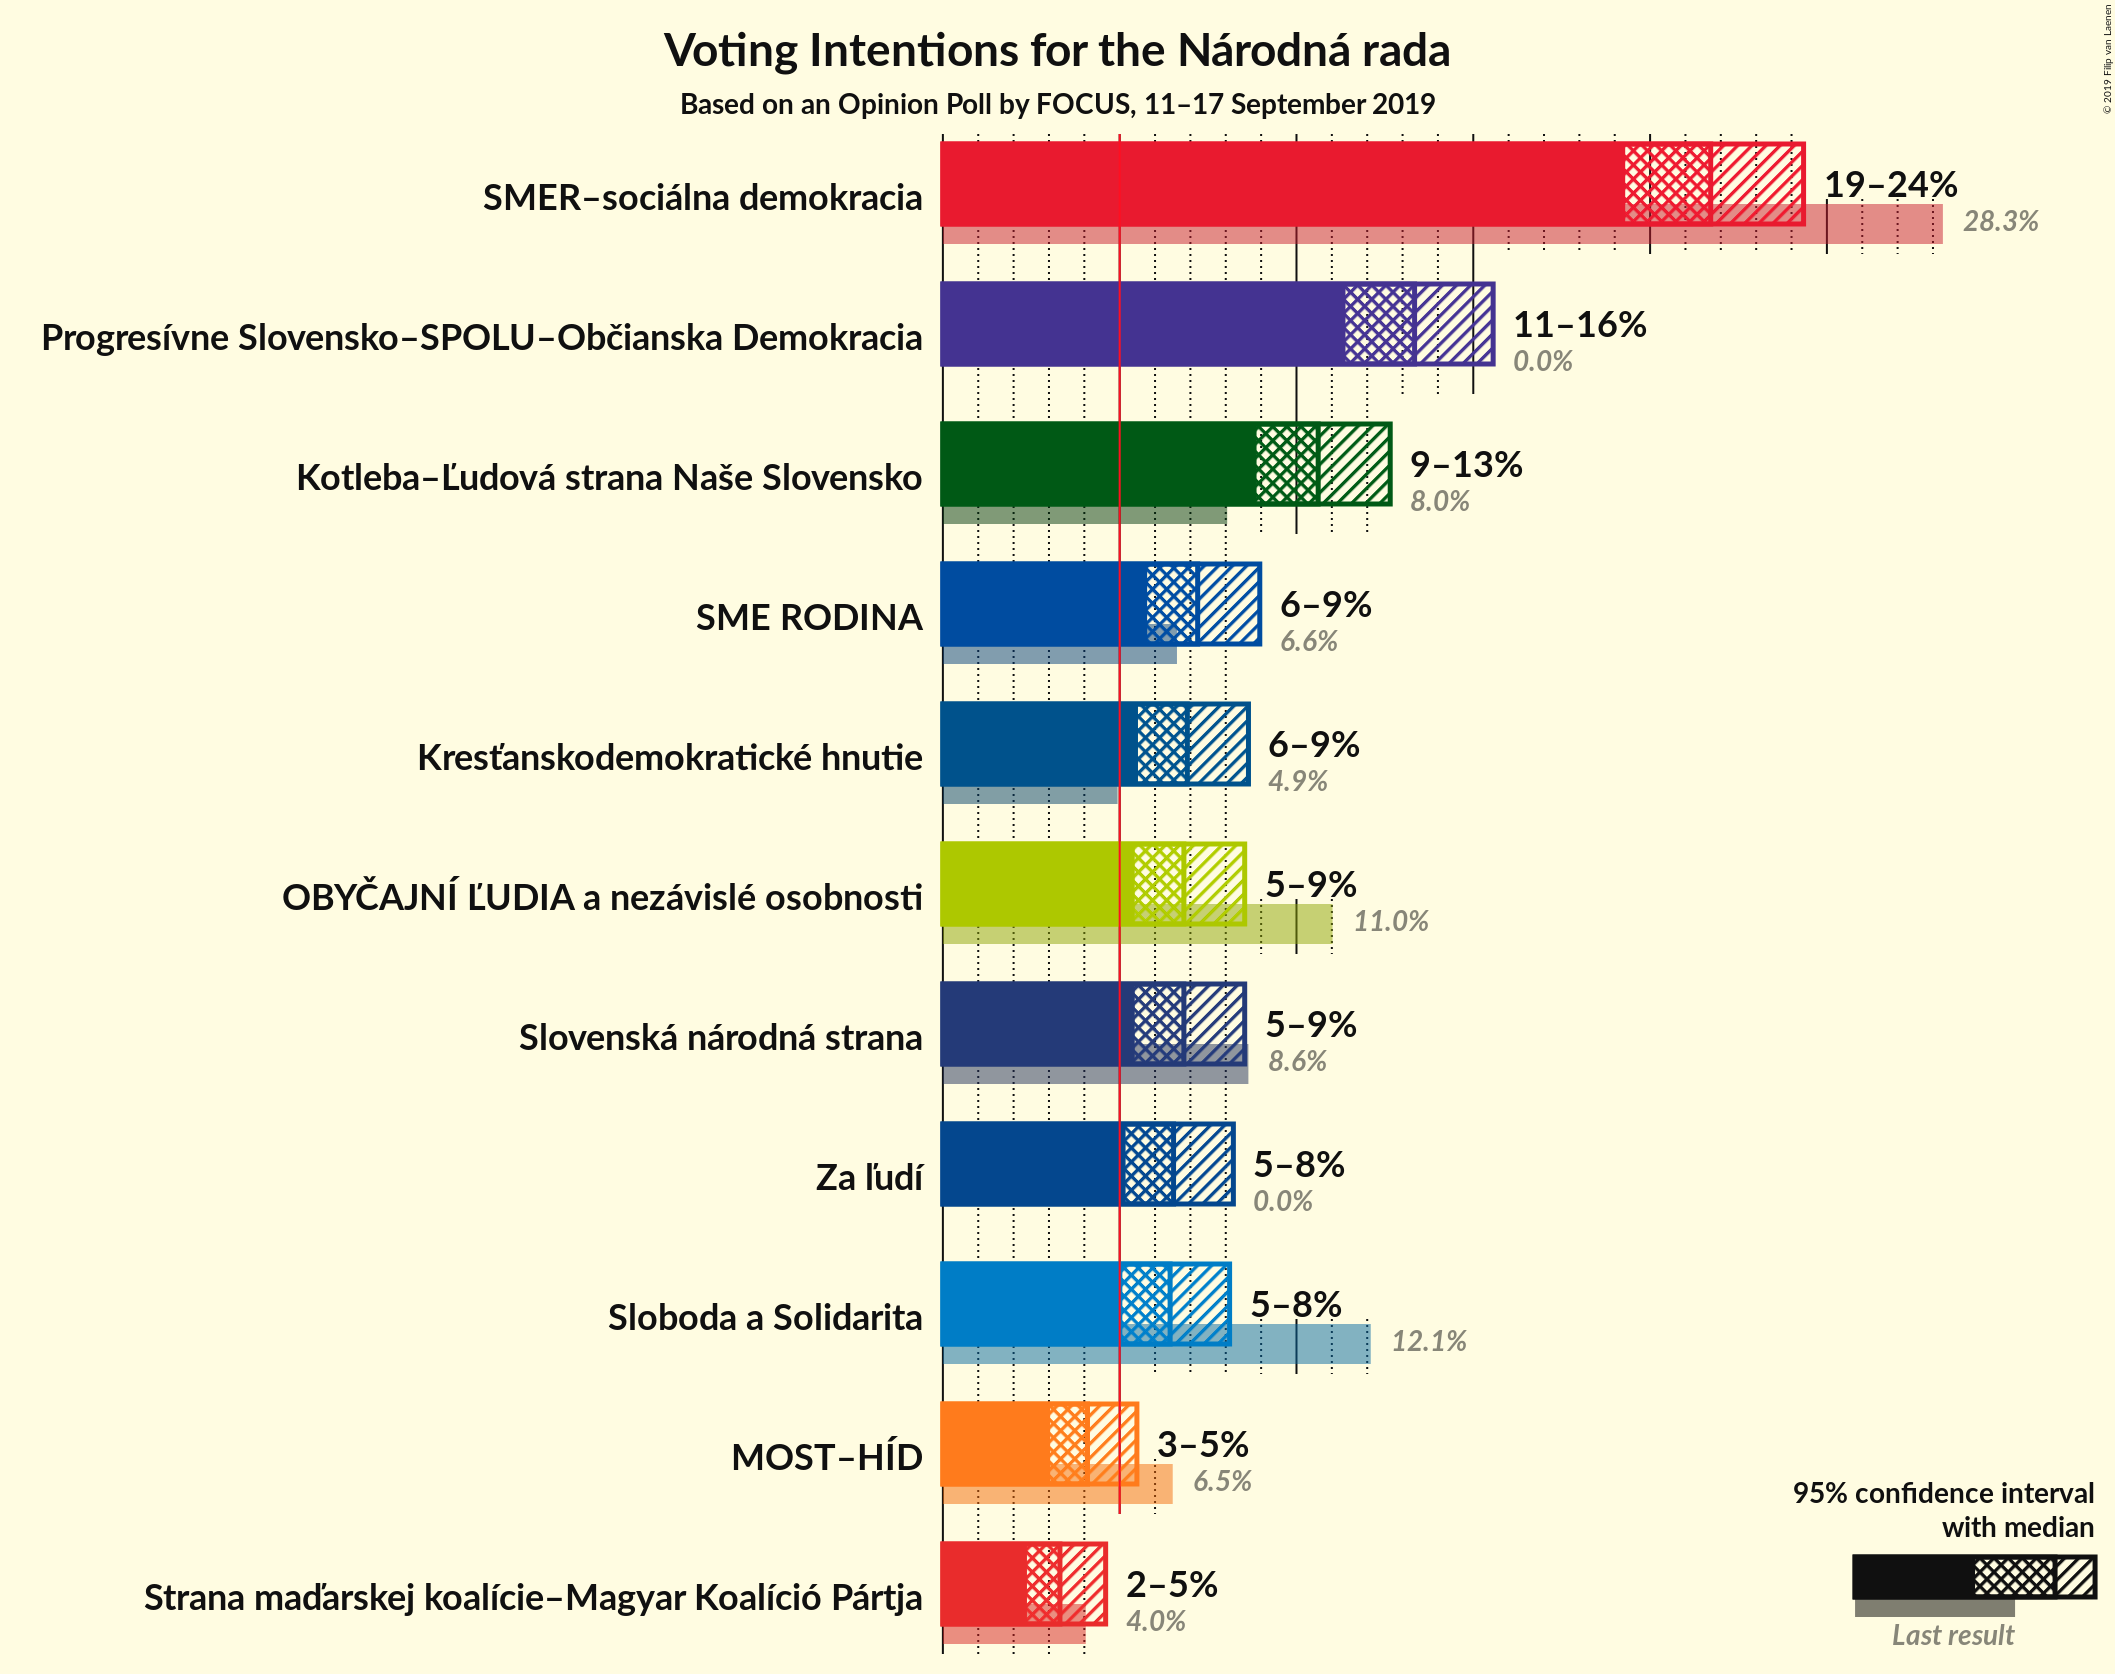 Voting Intentions for the Národná rada
Based on an Opinion Poll by FOCUS, 11–17 September 2019
© 2019 Filip van Laenen
SMER–sociálna demokracia
19–24%
28.3%
Progresívne Slovensko–SPOLU–Občianska Demokracia
11–16%
0.0%
Kotleba–Ľudová strana Naše Slovensko
9–13%
8.0%
SME RODINA
6–9%
6.6%
Kresťanskodemokratické hnutie
6–9%
4.9%
OBYČAJNÍ ĽUDIA a nezávislé osobnosti
5–9%
11.0%
Slovenská národná strana
5–9%
8.6%
Za ľudí
5–8%
0.0%
Sloboda a Solidarita
5–8%
12.1%
MOST–HÍD
3–5%
6.5%
Strana maďarskej koalície–Magyar Koalíció Pártja
2–5%
4.0%
95% confidence interval
with median
Last result